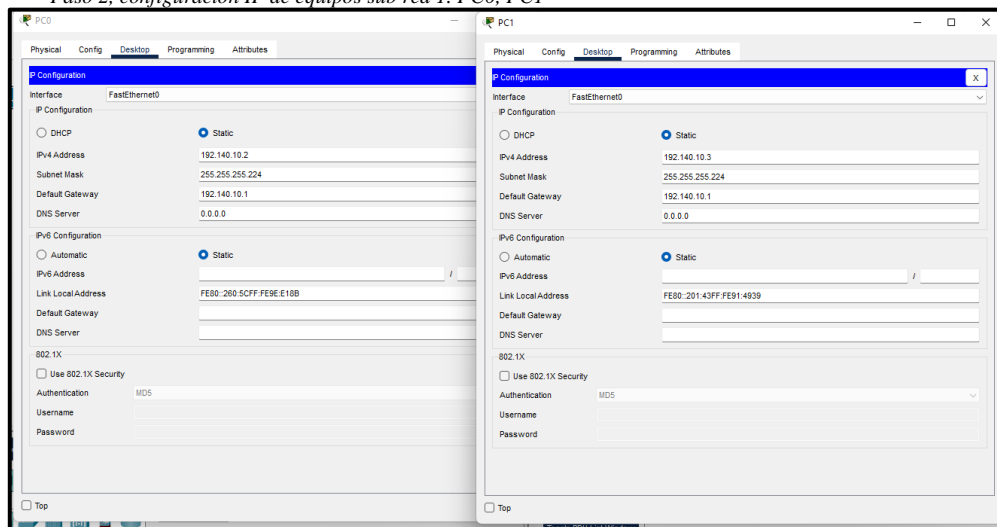 Paso 2, configuración IP de equipos sub red 1. PC0, PC1
PC0
Physical Config Desktop Programming Attributes
IP Configuration
Interface FastEthernet0
IP Configuration
DHCP Static
IPv4 Address 192.140.10.2
Subnet Mask 255.255.255.224
Default Gateway 192.140.10.1
DNS Server 0.0.0.0
IPv6 Configuration
Automatic Static
IPv6 Address /
Link Local Address FE80::260:5CFF:FE9E:E18B
Default Gateway
DNS Server
802.1X
Use 802.1X Security
Authentication MD5
Username
Password
Top
PC1
Physical Config Desktop Programming Attributes
IP Configuration X
Interface FastEthernet0
IP Configuration
DHCP Static
IPv4 Address 192.140.10.3
Subnet Mask 255.255.255.224
Default Gateway 192.140.10.1
DNS Server 0.0.0.0
IPv6 Configuration
Automatic Static
IPv6 Address /
Link Local Address FE80::201:43FF:FE91:4939
Default Gateway
DNS Server
802.1X
Use 802.1X Security
Authentication MD5
Username
Password
Top